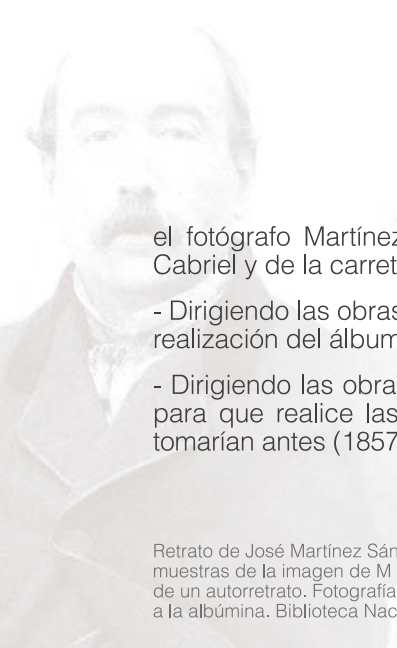 el fotógrafo Martínez
Cabriel y de la carret
- Dirigiendo las obras
realización del álbum
- Dirigiendo las obra
para que realice las
tomarían antes (1857
Retrato de José Martínez Sán
muestras de la imagen de M
de un autorretrato. Fotografía
a la albúmina. Biblioteca Nac